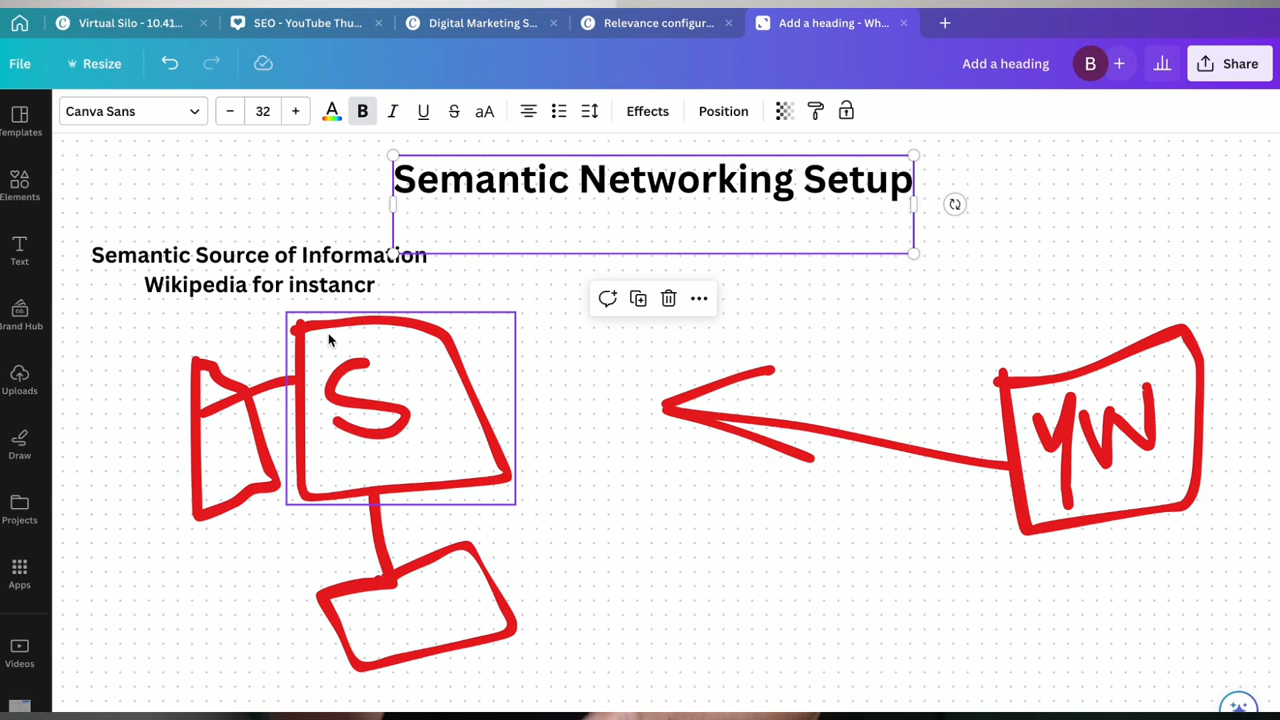 Virtual Silo - 10.41...
SEO - YouTube Thu...
Digital Marketing S...
Relevance configur...
Add a heading - Wh...
File
Resize
Add a heading
B
Share
Canva Sans
32
A
B
I
U
S
aA
Effects
Position
Templates
Elements
Text
Brand Hub
Uploads
Draw
Projects
Apps
Videos
Semantic Networking Setup
Semantic Source of Information
Wikipedia for instancr
S
YW